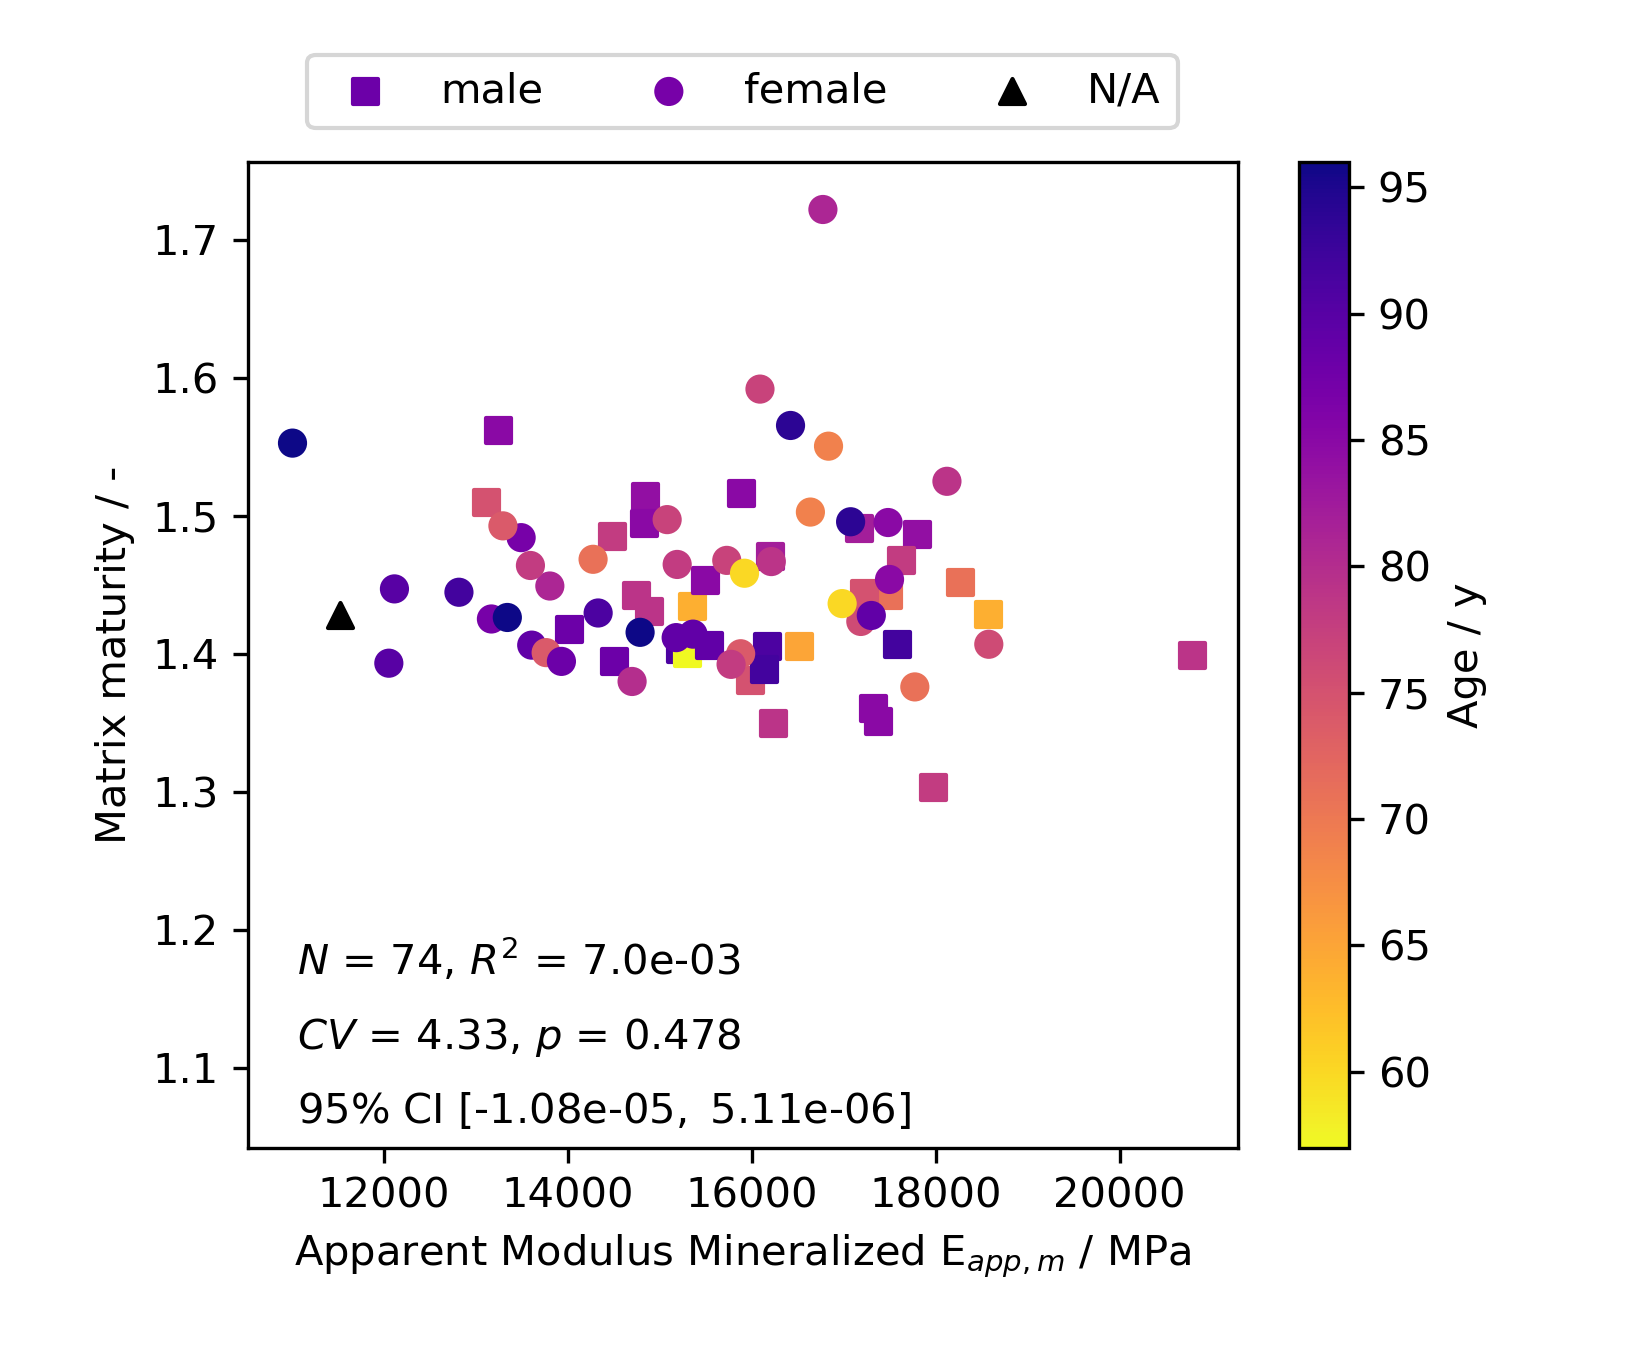 male female N/A
Matrix maturity / -
1.7
1.6
1.5
1.4
1.3
1.2
1.1
N = 74, R² = 7.0e-03
CV = 4.33, p = 0.478
95% CI [-1.08e-05, 5.11e-06]
12000 14000 16000 18000 20000
Apparent Modulus Mineralized E_app,m / MPa
95
90
85
80
75
70
65
60
Age / y